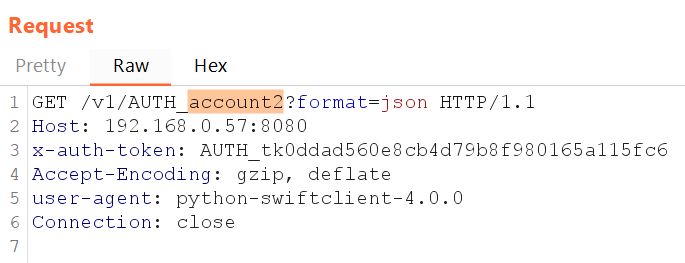 Request
Pretty Raw Hex
1 GET /v1/AUTH_account2?format=json HTTP/1.1
2 Host: 192.168.0.57:8080
3 x-auth-token: AUTH_tk0ddad560e8cb4d79b8f980165a115fc6
4 Accept-Encoding: gzip, deflate
5 user-agent: python-swiftclient-4.0.0
6 Connection: close
7